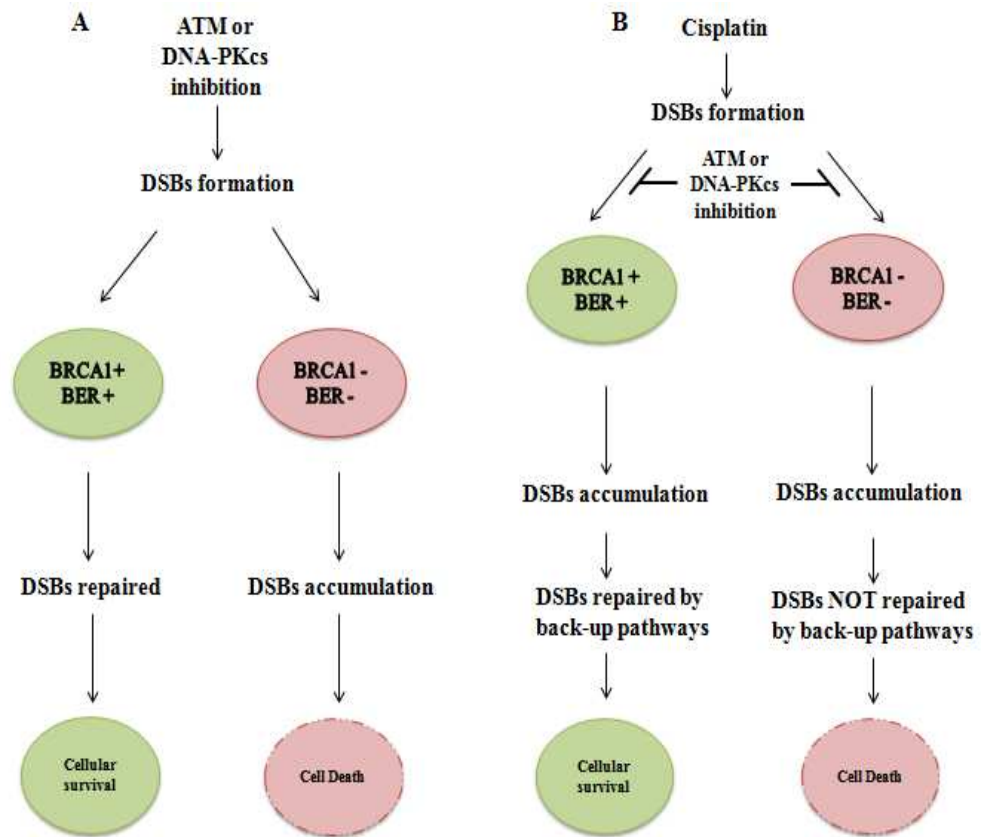 A
ATM or
DNA-PKcs
inhibition
DSBs formation
BRCA1+
BER+
BRCA1 -
BER-
DSBs repaired
DSBs accumulation
Cellular
survival
Cell Death
B
Cisplatin
DSBs formation
ATM or
DNA-PKcs
inhibition
BRCA1 +
BER+
BRCA1 -
BER-
DSBs accumulation
DSBs accumulation
DSBs repaired by
back-up pathways
DSBs NOT repaired
by back-up pathways
Cellular
survival
Cell Death